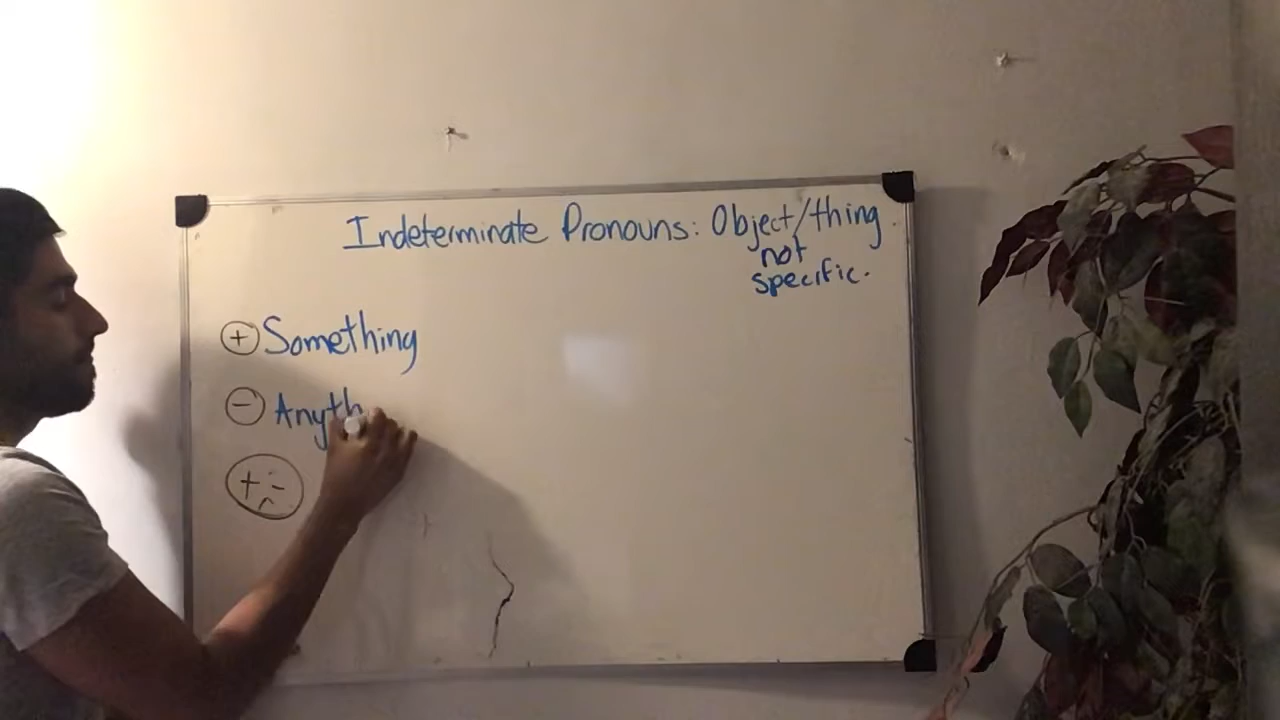 Indeterminate Pronouns: Object/thing
not
specific.
+ Something
- Anyth
+ -